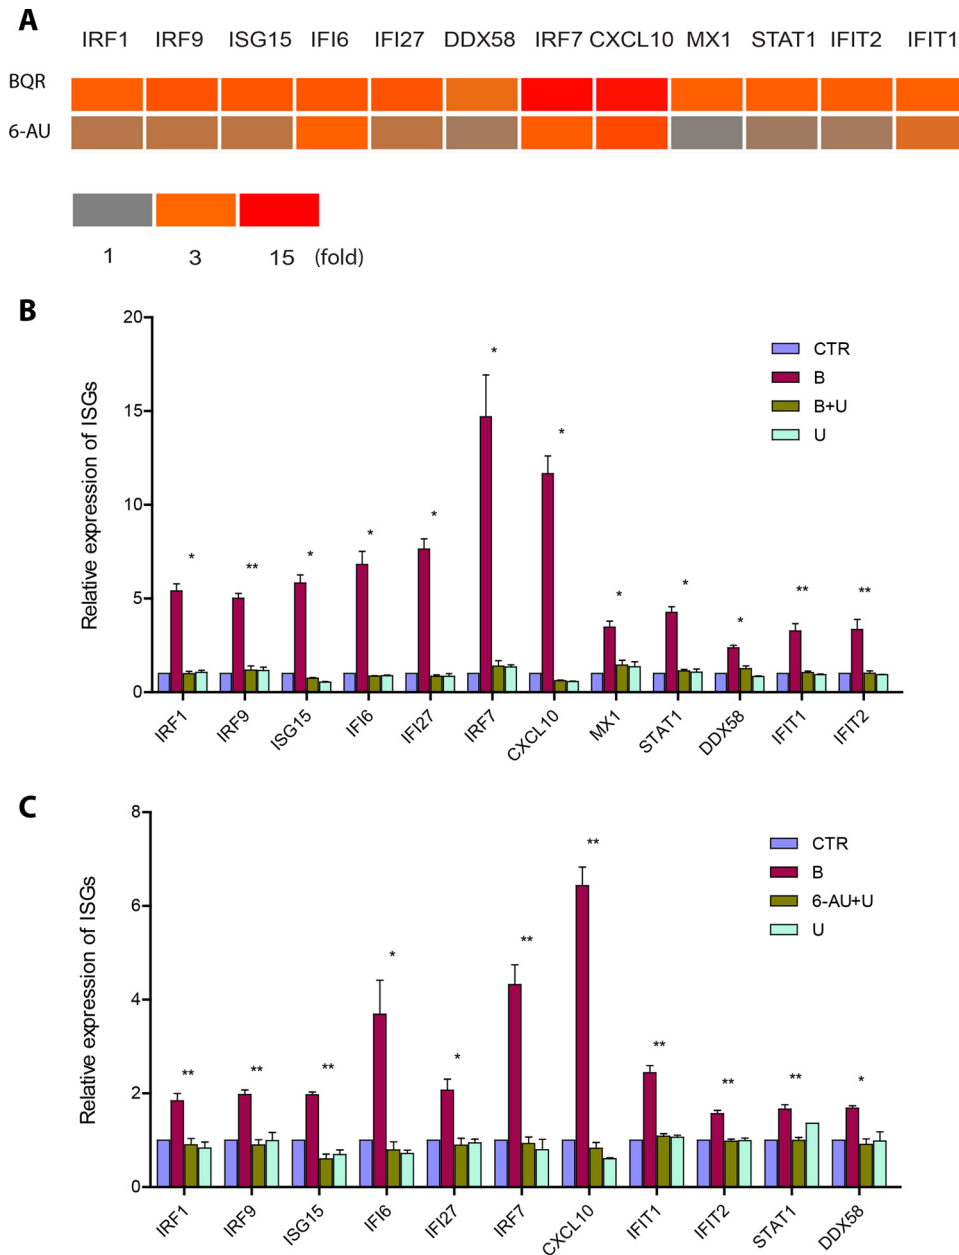 A
IRF1 IRF9 ISG15 IFI6 IFI27 DDX58 IRF7 CXCL10 MX1 STAT1 IFIT2 IFIT1
BQR
6-AU
1 3 15 (fold)
B
Relative expression of ISGs
20
15
10
5
0
* ** * * * * * * * * ** **
CTR
B
B+U
U
IRF1 IRF9 ISG15 IFI6 IFI27 IRF7 CXCL10 MX1 STAT1 DDX58 IFIT1 IFIT2
C
Relative expression of ISGs
8
6
4
2
0
** ** ** * * ** ** ** ** ** *
CTR
B
6-AU+U
U
IRF1 IRF9 ISG15 IFI6 IFI27 IRF7 CXCL10 IFIT1 IFIT2 STAT1 DDX58